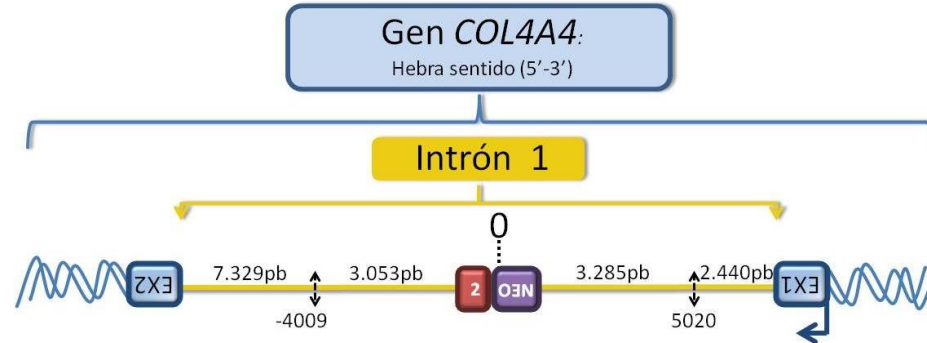 Gen COL4A4:
Hebra sentido (5’-3’)
Intrón 1
0
7.329pb 3.053pb 3.285pb 2.440pb
EX2 2 NEO EX1
-4009 5020